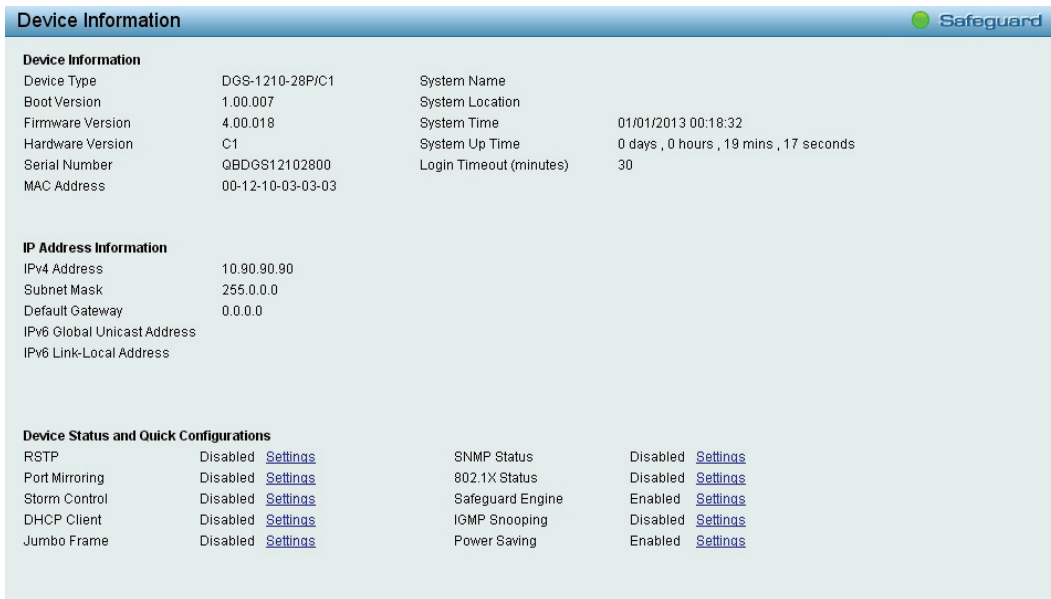 Device Information
Safeguard
Device Information
Device Type DGS-1210-28P/C1 System Name
Boot Version 1.00.007 System Location
Firmware Version 4.00.018 System Time 01/01/2013 00:18:32
Hardware Version C1 System Up Time 0 days , 0 hours , 19 mins , 17 seconds
Serial Number QBDGS12102800 Login Timeout (minutes) 30
MAC Address 00-12-10-03-03-03
IP Address Information
IPv4 Address 10.90.90.90
Subnet Mask 255.0.0.0
Default Gateway 0.0.0.0
IPv6 Global Unicast Address
IPv6 Link-Local Address
Device Status and Quick Configurations
RSTP Disabled Settings SNMP Status Disabled Settings
Port Mirroring Disabled Settings 802.1X Status Disabled Settings
Storm Control Disabled Settings Safeguard Engine Enabled Settings
DHCP Client Disabled Settings IGMP Snooping Disabled Settings
Jumbo Frame Disabled Settings Power Saving Enabled Settings